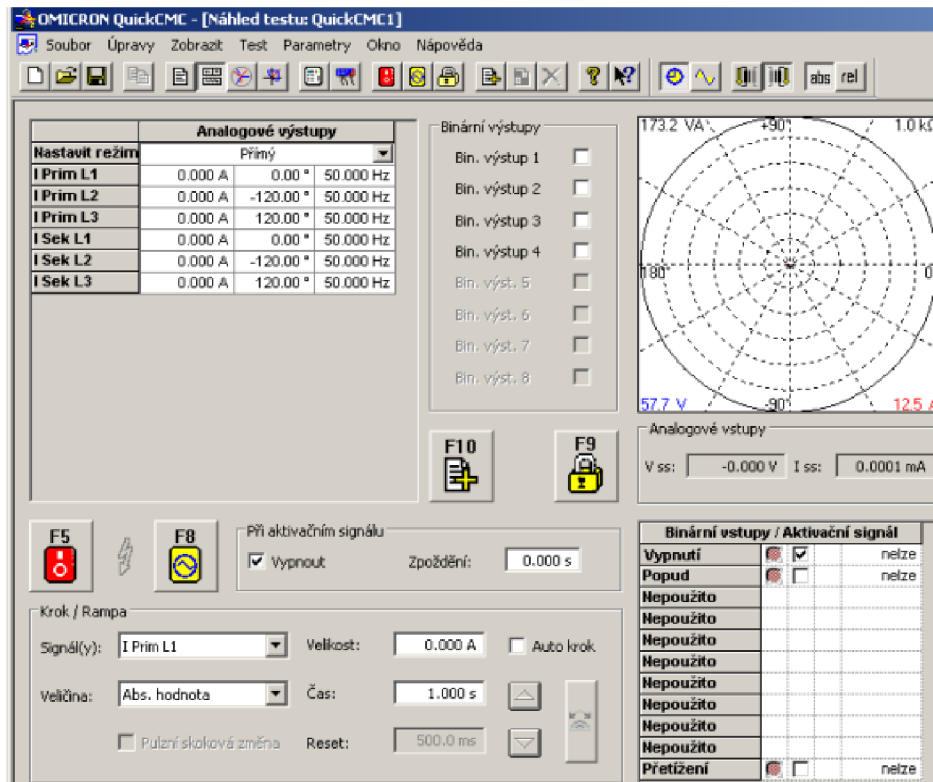 OMICRON QuickCMC - [Náhled testu: QuickCMC1]
Soubor Úpravy Zobrazit Test Parametry Okno Nápověda
abs rel
Analogové výstupy
Nastavit režim Přímý
I Prim L1 0.000 A 0.00 ° 50.000 Hz
I Prim L2 0.000 A -120.00 ° 50.000 Hz
I Prim L3 0.000 A 120.00 ° 50.000 Hz
I Sek L1 0.000 A 0.00 ° 50.000 Hz
I Sek L2 0.000 A -120.00 ° 50.000 Hz
I Sek L3 0.000 A 120.00 ° 50.000 Hz
Binární výstupy
Bin. výstup 1
Bin. výstup 2
Bin. výstup 3
Bin. výstup 4
Bin. výst. 5
Bin. výst. 6
Bin. výst. 7
Bin. výst. 8
F10
F9
173.2 VA +90° 1.0 kΩ
180° 0
57.7 V -90° 12.5 A
Analogové vstupy
V ss: -0.000 V I ss: 0.0001 mA
F5
F8
Při aktivačním signálu
Vypnout Zpoždění: 0.000 s
Krok / Rampa
Signál(y): I Prim L1 Velikost: 0.000 A Auto krok
Veličina: Abs. hodnota Čas: 1.000 s
Pulzní skoková změna Reset: 500.0 ms
Binární vstupy / Aktivační signál
Vypnutí nelze
Popud nelze
Nepoužito
Nepoužito
Nepoužito
Nepoužito
Nepoužito
Nepoužito
Nepoužito
Nepoužito
Přetížení nelze